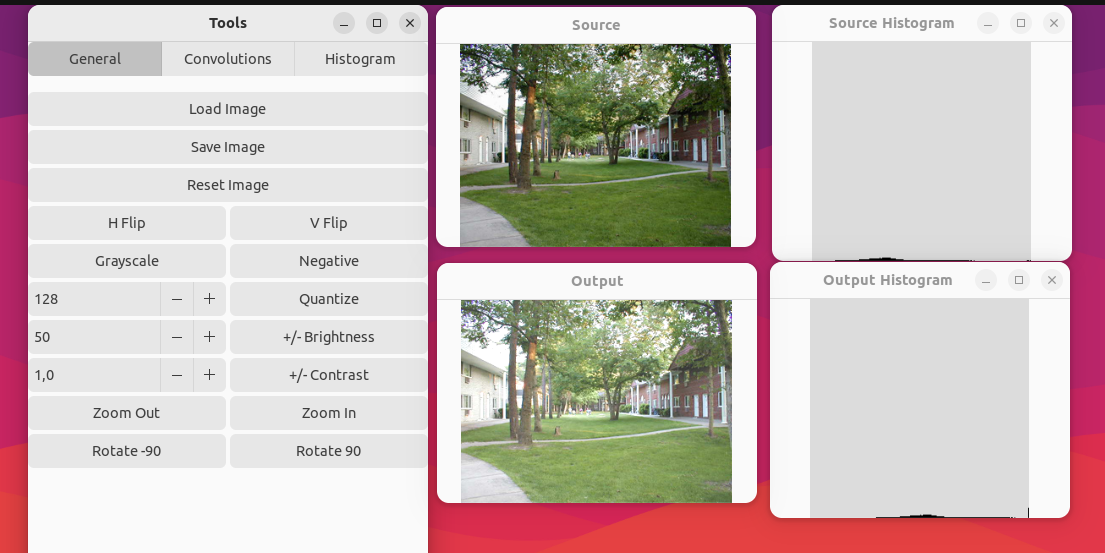 Tools
General
Convolutions
Histogram
Load Image
Save Image
Reset Image
H Flip
V Flip
Grayscale
Negative
128
Quantize
50
+/- Brightness
1,0
+/- Contrast
Zoom Out
Zoom In
Rotate -90
Rotate 90
Source
Source Histogram
Output
Output Histogram